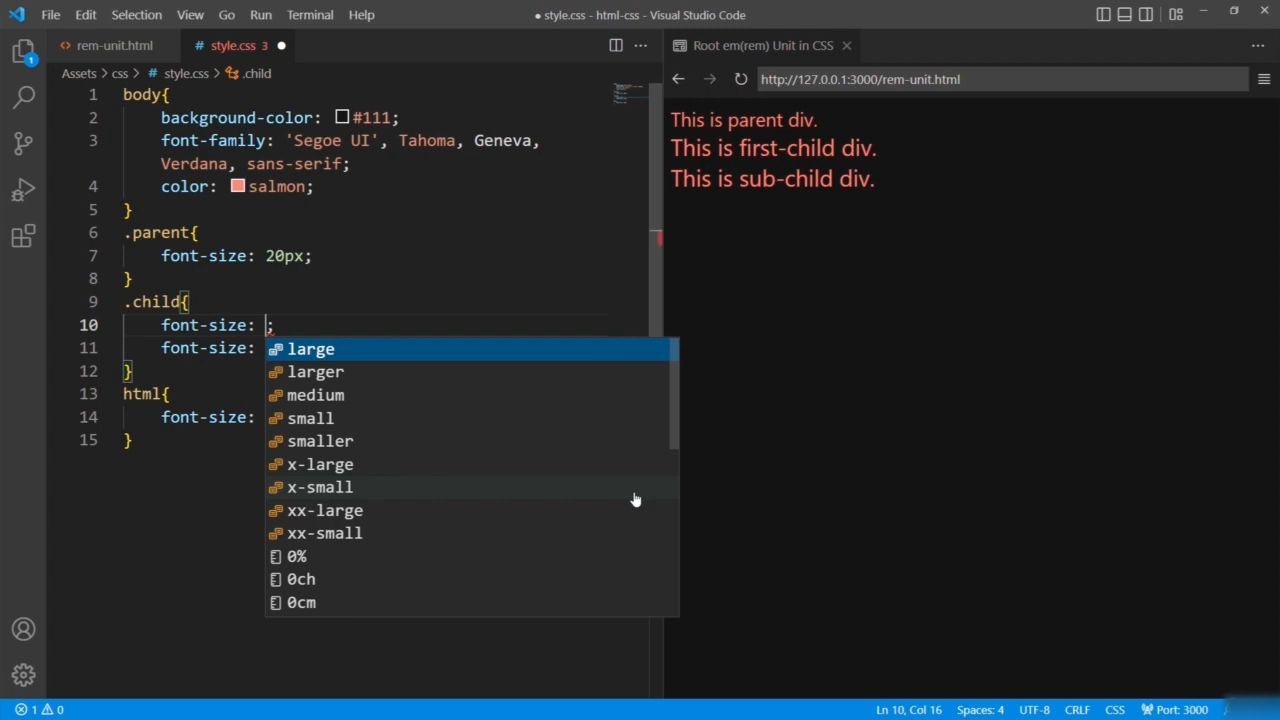 File Edit Selection View Go Run Terminal Help
● style.css - html-css - Visual Studio Code
1
<> rem-unit.html
# style.css 3 ●
Root em(rem) Unit in CSS
Assets > css > # style.css > .child
http://127.0.0.1:3000/rem-unit.html
1 body{
2 background-color: #111;
3 font-family: 'Segoe UI', Tahoma, Geneva,
Verdana, sans-serif;
4 color: salmon;
5 }
6 .parent{
7 font-size: 20px;
8 }
9 .child{
10 font-size: ;
11 font-size:
12 }
13 html{
14 font-size:
15 }
large
larger
medium
small
smaller
x-large
x-small
xx-large
xx-small
0%
0ch
0cm
This is parent div.
This is first-child div.
This is sub-child div.
1 0
Ln 10, Col 16
Spaces: 4
UTF-8
CRLF
CSS
Port: 3000